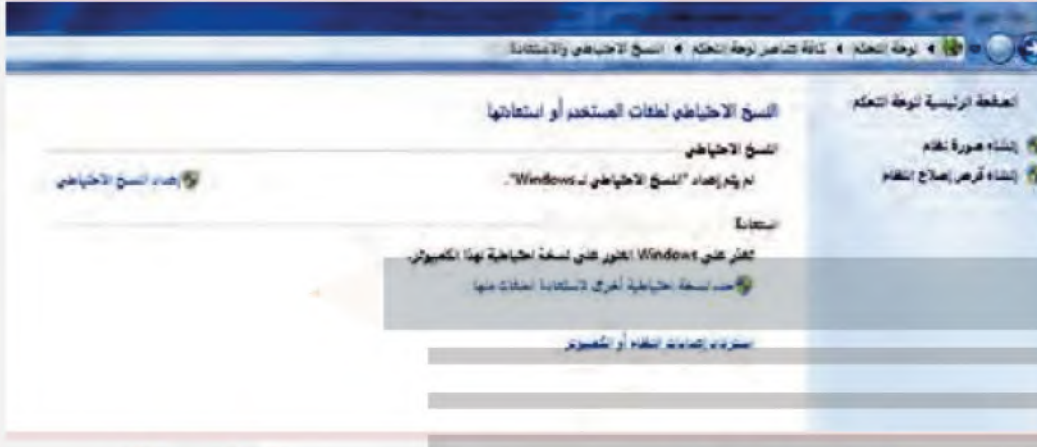 لوحة التحكم ◂ كافة عناصر لوحة التحكم ◂ النسخ الاحتياطي والاستعادة
الصفحة الرئيسية لوحة التحكم
إنشاء صورة نظام
إنشاء قرص إصلاح النظام
النسخ الاحتياطي لملفات المستخدم أو استعادتها
النسخ الاحتياطي
لم يتم إعداد "النسخ الاحتياطي لـ Windows".
إعداد النسخ الاحتياطي
استعادة
تعذر على Windows العثور على نسخة احتياطية لهذا الكمبيوتر.
حدد نسخة احتياطية أخرى لاستعادة الملفات منها
استرداد إعدادات النظام أو الكمبيوتر